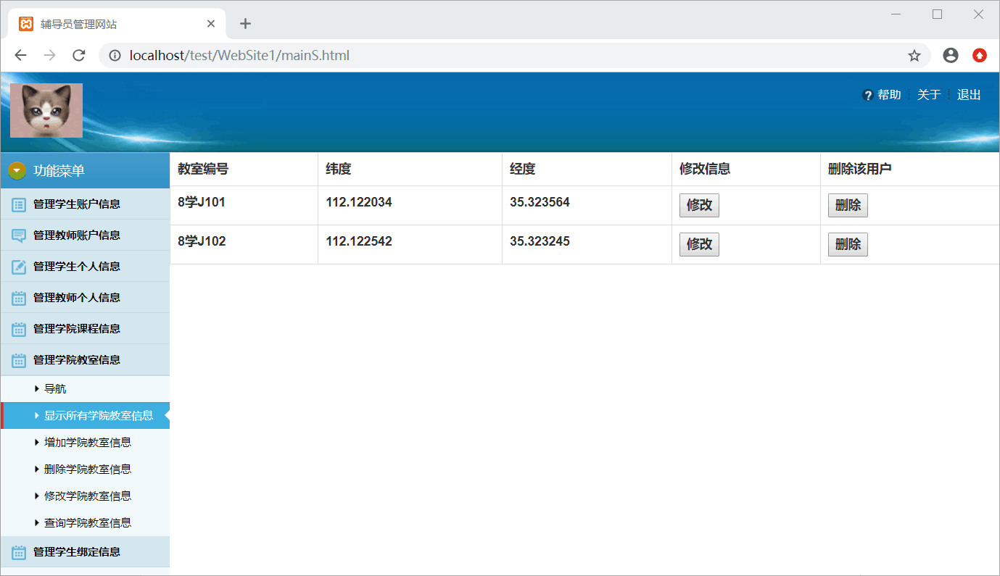 辅导员管理网站
localhost/test/WebSite1/mainS.html
帮助 关于 退出
功能菜单
管理学生账户信息
管理教师账户信息
管理学生个人信息
管理教师个人信息
管理学院课程信息
管理学院教室信息
导航
显示所有学院教室信息
增加学院教室信息
删除学院教室信息
修改学院教室信息
查询学院教室信息
管理学生绑定信息
教室编号 纬度 经度 修改信息 删除该用户
8学J101 112.122034 35.323564 修改 删除
8学J102 112.122542 35.323245 修改 删除